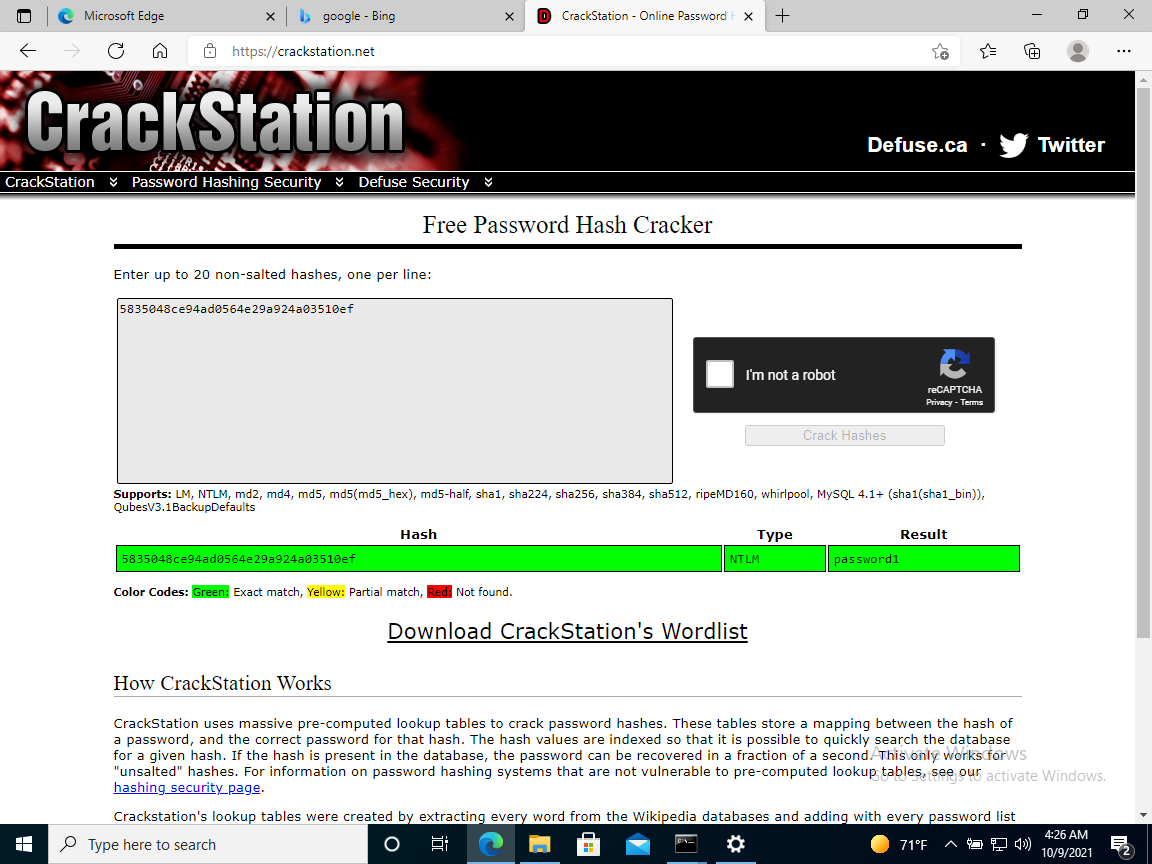 Microsoft Edge
google - Bing
CrackStation - Online Password H
https://crackstation.net
CrackStation
Defuse.ca · Twitter
CrackStation Password Hashing Security Defuse Security
Free Password Hash Cracker
Enter up to 20 non-salted hashes, one per line:
5835048ce94ad0564e29a924a03510ef
I'm not a robot
reCAPTCHA
Privacy - Terms
Crack Hashes
Supports: LM, NTLM, md2, md4, md5, md5(md5_hex), md5-half, sha1, sha224, sha256, sha384, sha512, ripeMD160, whirlpool, MySQL 4.1+ (sha1(sha1_bin)),
QubesV3.1BackupDefaults
Hash Type Result
5835048ce94ad0564e29a924a03510ef NTLM password1
Color Codes: Green: Exact match, Yellow: Partial match, Red: Not found.
Download CrackStation's Wordlist
How CrackStation Works
CrackStation uses massive pre-computed lookup tables to crack password hashes. These tables store a mapping between the hash of
a password, and the correct password for that hash. The hash values are indexed so that it is possible to quickly search the database
for a given hash. If the hash is present in the database, the password can be recovered in a fraction of a second. This only works for
"unsalted" hashes. For information on password hashing systems that are not vulnerable to pre-computed lookup tables, see our
hashing security page.
Crackstation's lookup tables were created by extracting every word from the Wikipedia databases and adding with every password list
Activate Windows
Go to Settings to activate Windows.
Type here to search
71°F
4:26 AM
10/9/2021
2